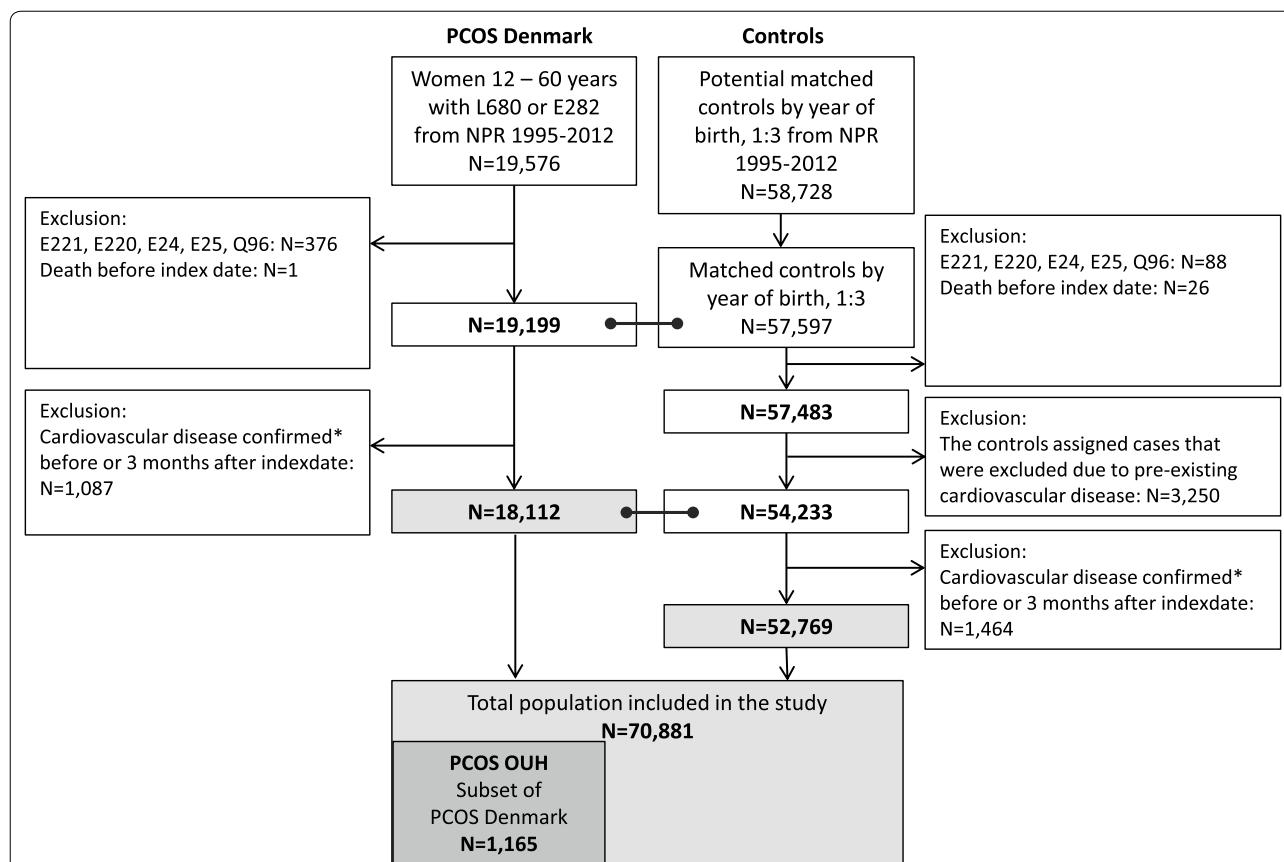 PCOS Denmark
Controls
Women 12 – 60 years
with L680 or E282
from NPR 1995-2012
N=19,576
Potential matched
controls by year of
birth, 1:3 from NPR
1995-2012
N=58,728
Exclusion:
E221, E220, E24, E25, Q96: N=376
Death before index date: N=1
Exclusion:
E221, E220, E24, E25, Q96: N=88
Death before index date: N=26
Matched controls by
year of birth, 1:3
N=57,597
N=19,199
Exclusion:
Cardiovascular disease confirmed*
before or 3 months after indexdate:
N=1,087
N=57,483
Exclusion:
The controls assigned cases that
were excluded due to pre-existing
cardiovascular disease: N=3,250
N=18,112
N=54,233
Exclusion:
Cardiovascular disease confirmed*
before or 3 months after indexdate:
N=1,464
N=52,769
Total population included in the study
N=70,881
PCOS OUH
Subset of
PCOS Denmark
N=1,165